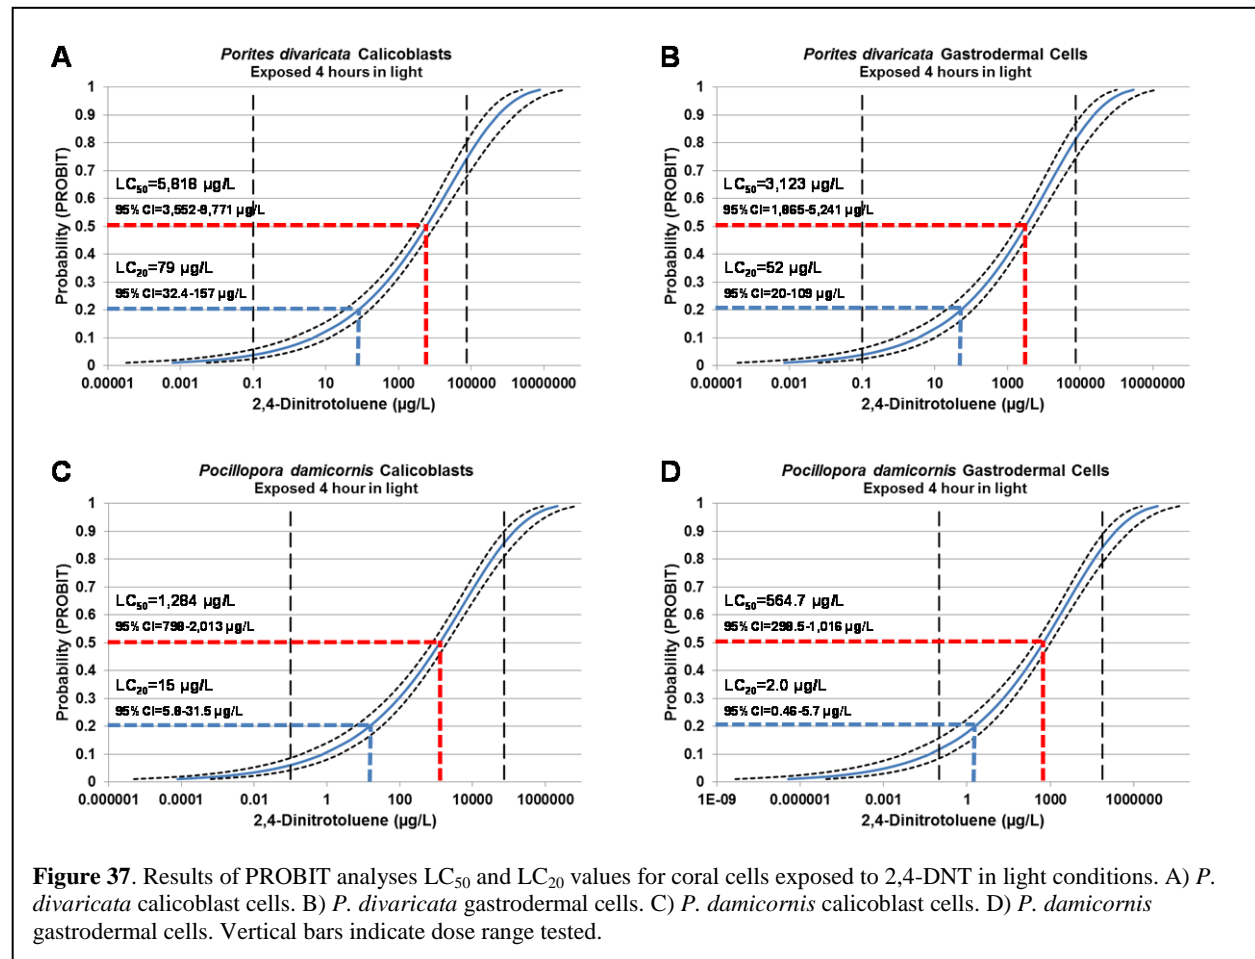 A
Porites divaricata Calicoblasts
Exposed 4 hours in light
Probability (PROBIT)
1
0.9
0.8
0.7
0.6
0.5
0.4
0.3
0.2
0.1
0
LC50=5,818 µg/L
95% CI=3,552-9,771 µg/L
LC20=79 µg/L
95% CI=32.4-157 µg/L
0.00001 0.001 0.1 10 1000 100000 10000000
2,4-Dinitrotoluene (µg/L)
B
Porites divaricata Gastrodermal Cells
Exposed 4 hours in light
Probability (PROBIT)
1
0.9
0.8
0.7
0.6
0.5
0.4
0.3
0.2
0.1
0
LC50=3,123 µg/L
95% CI=1,865-5,241 µg/L
LC20=52 µg/L
95% CI=20-109 µg/L
0.00001 0.001 0.1 10 1000 100000 10000000
2,4-Dinitrotoluene (µg/L)
C
Pocillopora damicornis Calicoblasts
Exposed 4 hour in light
Probability (PROBIT)
1
0.9
0.8
0.7
0.6
0.5
0.4
0.3
0.2
0.1
0
LC50=1,284 µg/L
95% CI=798-2,013 µg/L
LC20=15 µg/L
95% CI=5.8-31.5 µg/L
0.000001 0.0001 0.01 1 100 10000 1000000
2,4-Dinitrotoluene (µg/L)
D
Pocillopora damicornis Gastrodermal Cells
Exposed 4 hour in light
Probability (PROBIT)
1
0.9
0.8
0.7
0.6
0.5
0.4
0.3
0.2
0.1
0
LC50=564.7 µg/L
95% CI=298.5-1,016 µg/L
LC20=2.0 µg/L
95% CI=0.46-5.7 µg/L
1E-09 0.000001 0.001 1 1000 1000000
2,4-Dinitrotoluene (µg/L)
Figure 37. Results of PROBIT analyses LC50 and LC20 values for coral cells exposed to 2,4-DNT in light conditions. A) P.
divaricata calicoblast cells. B) P. divaricata gastrodermal cells. C) P. damicornis calicoblast cells. D) P. damicornis
gastrodermal cells. Vertical bars indicate dose range tested.